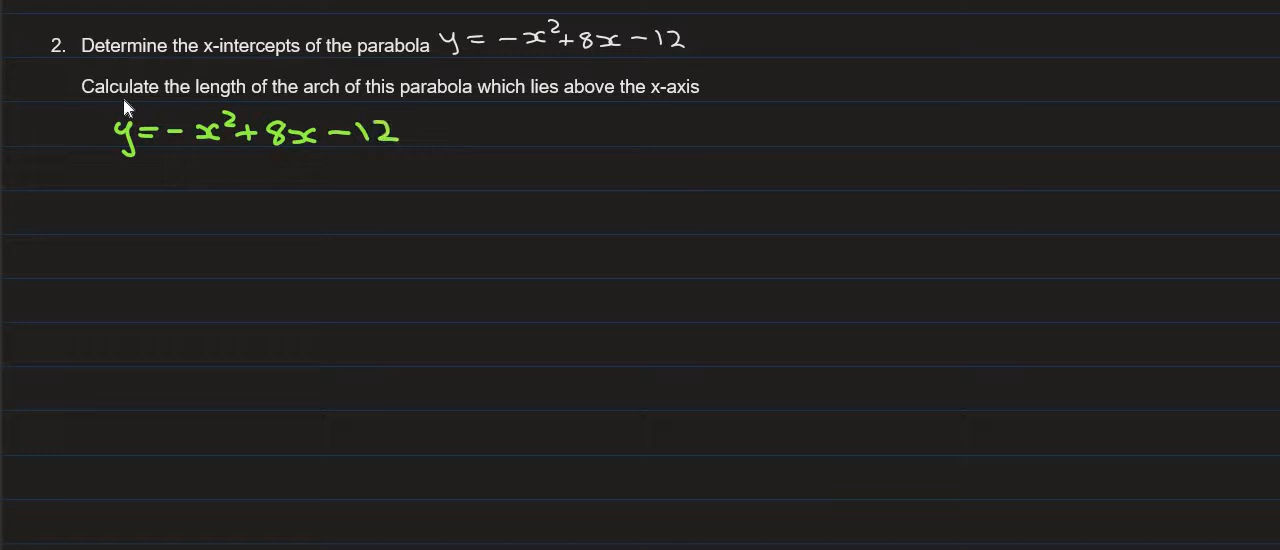 2. Determine the x-intercepts of the parabola y = -x²+8x-12
Calculate the length of the arch of this parabola which lies above the x-axis
y=-x²+8x-12